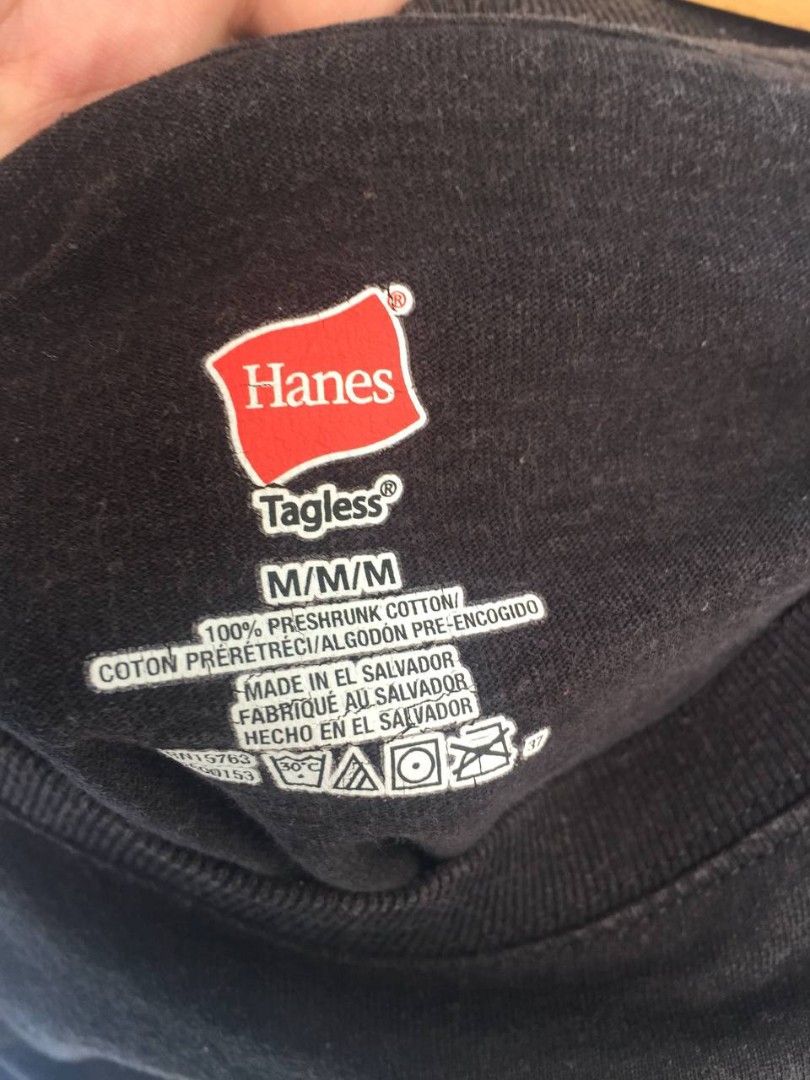 Hanes®
Tagless®
M/M/M
100% PRESHRUNK COTTON/
COTON PRÉRÉTRÉCI/ALGODÓN PRE-ENCOGIDO
MADE IN EL SALVADOR
FABRIQUÉ AU SALVADOR
HECHO EN EL SALVADOR
30°C
37